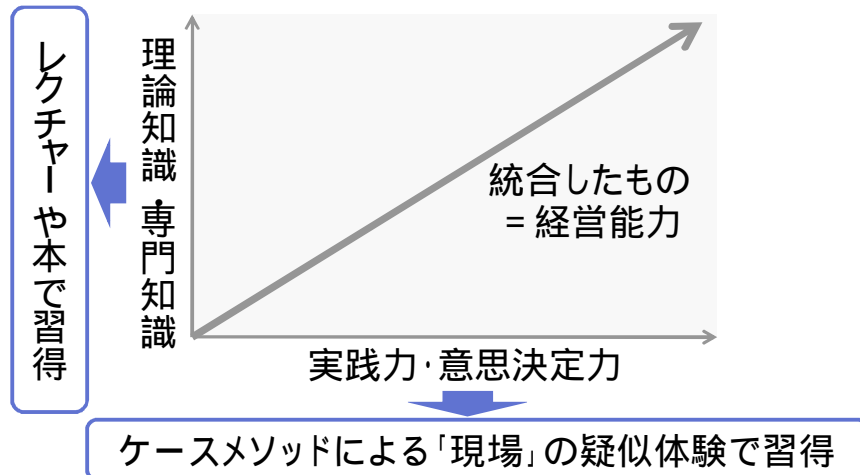 レクチャーや本で習得
理論知識・専門知識
統合したもの
= 経営能力
実践力・意思決定力
ケースメソッドによる「現場」の疑似体験で習得